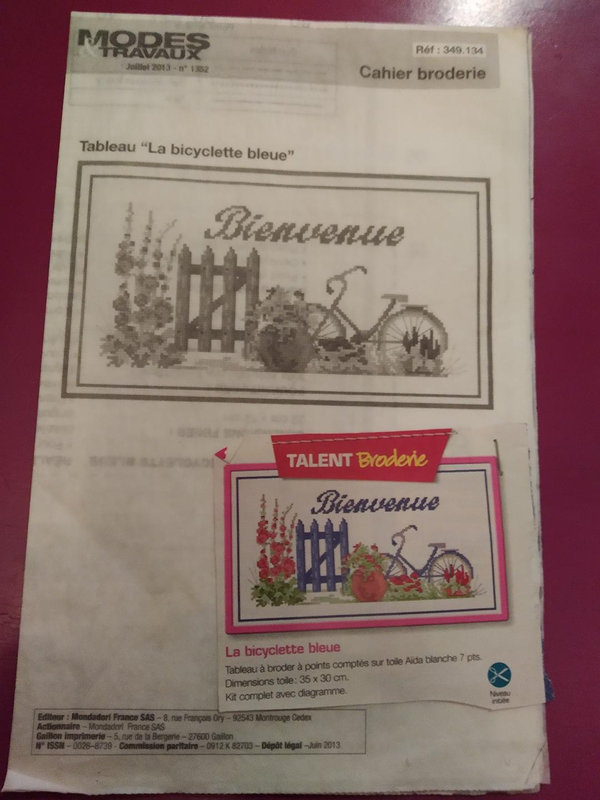 MODES
& TRAVAUX
Juillet 2013 - n° 1352
Réf : 349.134
Cahier broderie
Tableau "La bicyclette bleue"
Bienvenue
TALENT Broderie
Bienvenue
La bicyclette bleue
Tableau à broder à points comptés sur toile Aida blanche 7 pts.
Dimensions toile : 35 x 30 cm.
Kit complet avec diagramme.
Niveau
initiée
Editeur : Mondadori France SAS – 8, rue François Ory – 92543 Montrouge Cedex
Actionnaire – Mondadori France SAS
Gaillon imprimerie – 5, rue de la Bergerie – 27600 Gaillon
N° ISSN – 0026-8739 - Commission paritaire – 0912 K 82703 – Dépôt légal –Juin 2013